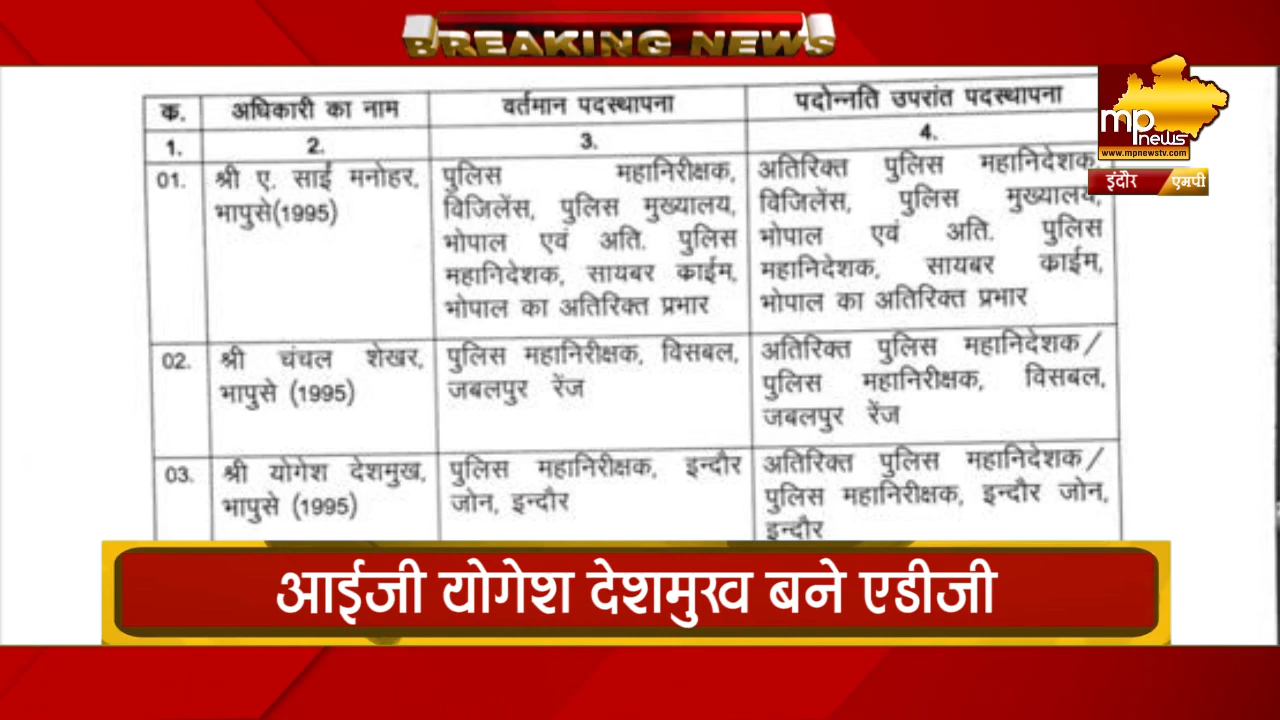 BREAKING NEWS
mp
news
www.mpnewstv.com
इंदौर एमपी
क. अधिकारी का नाम वर्तमान पदस्थापना पदोन्नति उपरांत पदस्थापना
1. 2. 3. 4.
01. श्री ए. साई मनोहर, पुलिस महानिरीक्षक, अतिरिक्त पुलिस महानिदेशक,
भापुसे(1995) विजिलेंस, पुलिस मुख्यालय, विजिलेंस, पुलिस मुख्यालय,
भोपाल एवं अति. पुलिस भोपाल एवं अति. पुलिस
महानिदेशक, सायबर क्राईम, महानिदेशक, सायबर क्राईम,
भोपाल का अतिरिक्त प्रभार भोपाल का अतिरिक्त प्रभार
02. श्री चंचल शेखर, पुलिस महानिरीक्षक, विसबल, अतिरिक्त पुलिस महानिदेशक/
भापुसे (1995) जबलपुर रेंज पुलिस महानिरीक्षक, विसबल,
जबलपुर रेंज
03. श्री योगेश देशमुख, पुलिस महानिरीक्षक, इन्दौर अतिरिक्त पुलिस महानिदेशक/
भापुसे (1995) जोन, इन्दौर पुलिस महानिरीक्षक, इन्दौर जोन,
इन्दौर
आईजी योगेश देशमुख बने एडीजी